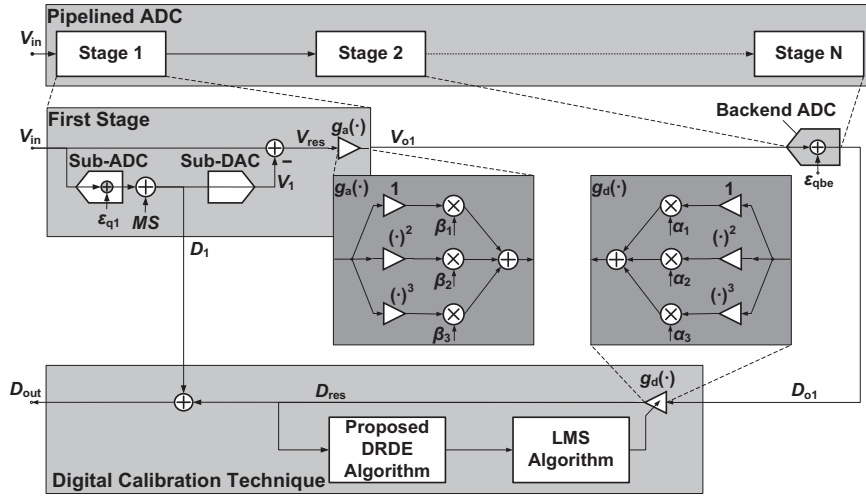 Pipelined ADC
V_in
Stage 1
Stage 2
Stage N
First Stage
V_in
Sub-ADC
Sub-DAC
V_res
g_a(·)
V_o1
Backend ADC
−
V_1
ε_q1
MS
ε_qbe
D_1
g_a(·)
1
β_1
(·)^2
β_2
(·)^3
β_3
g_d(·)
1
α_1
(·)^2
α_2
(·)^3
α_3
D_out
D_res
g_d(·)
D_o1
Proposed
DRDE
Algorithm
LMS
Algorithm
Digital Calibration Technique